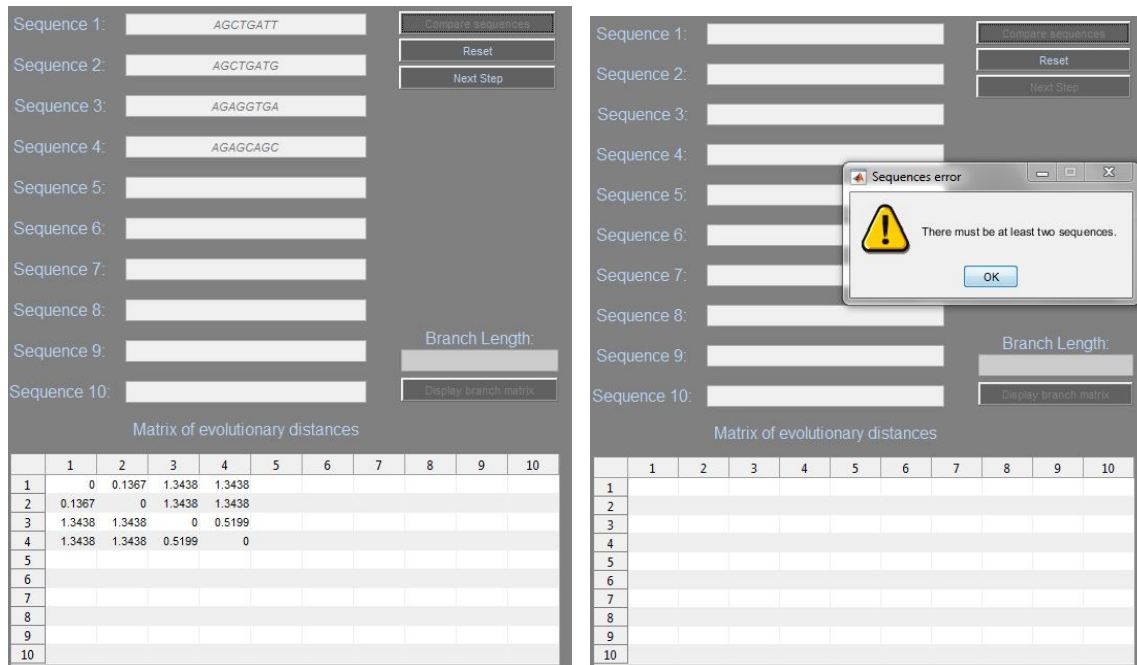 Sequence 1: AGCTGATT Compare sequences
Reset
Sequence 2: AGCTGATG Next Step
Sequence 3: AGAGGTGA
Sequence 4: AGAGCAGC
Sequence 5:
Sequence 6:
Sequence 7:
Sequence 8:
Branch Length:
Sequence 9:
Sequence 10: Display branch matrix
Matrix of evolutionary distances
1 2 3 4 5 6 7 8 9 10
1 0 0.1367 1.3438 1.3438
2 0.1367 0 1.3438 1.3438
3 1.3438 1.3438 0 0.5199
4 1.3438 1.3438 0.5199 0
5
6
7
8
9
10
Sequence 1: Compare sequences
Reset
Sequence 2: Next Step
Sequence 3:
Sequence 4:
Sequences error
Sequence 5:
There must be at least two sequences.
Sequence 6:
OK
Sequence 7:
Sequence 8:
Branch Length:
Sequence 9:
Sequence 10: Display branch matrix
Matrix of evolutionary distances
1 2 3 4 5 6 7 8 9 10
1
2
3
4
5
6
7
8
9
10